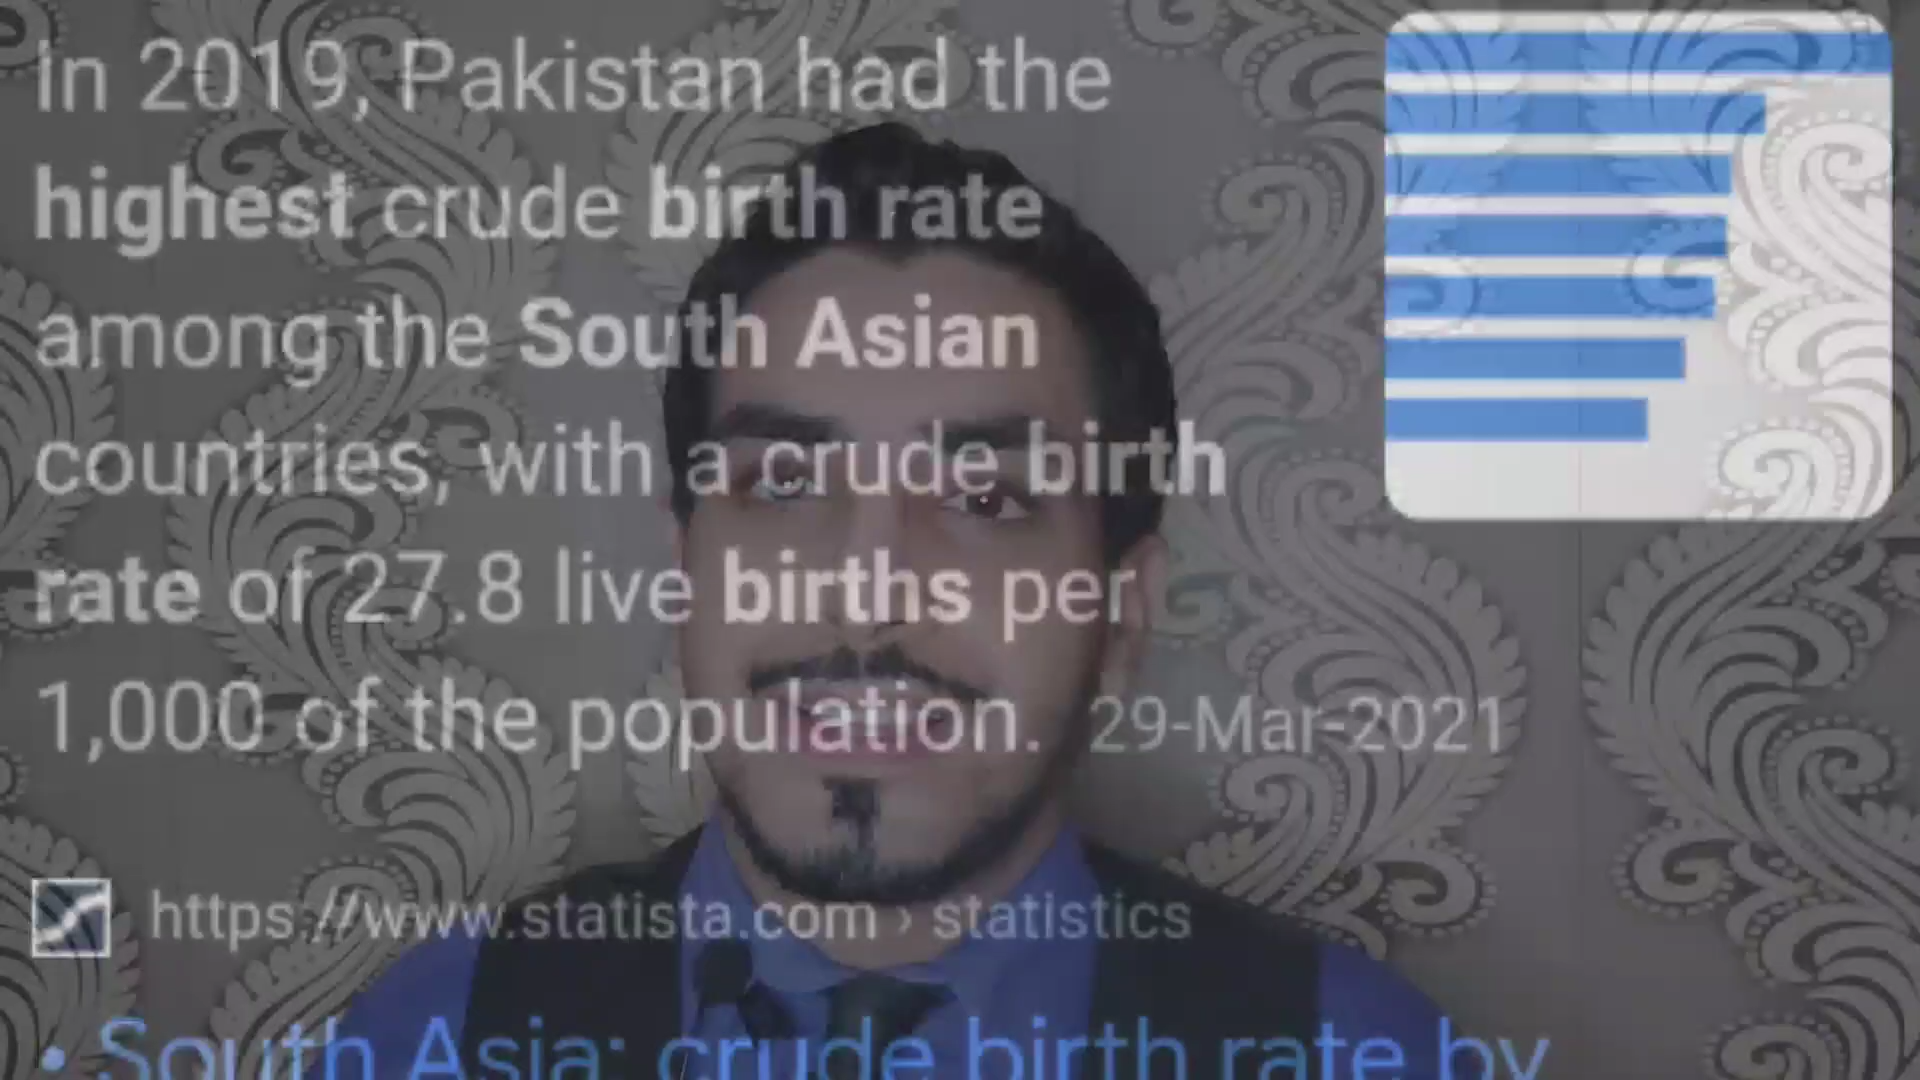 In 2019, Pakistan had the
highest crude birth rate
among the South Asian
countries, with a crude birth
rate of 27.8 live births per
1,000 of the population. 29-Mar-2021
https://www.statista.com › statistics
• South Asia: crude birth rate by